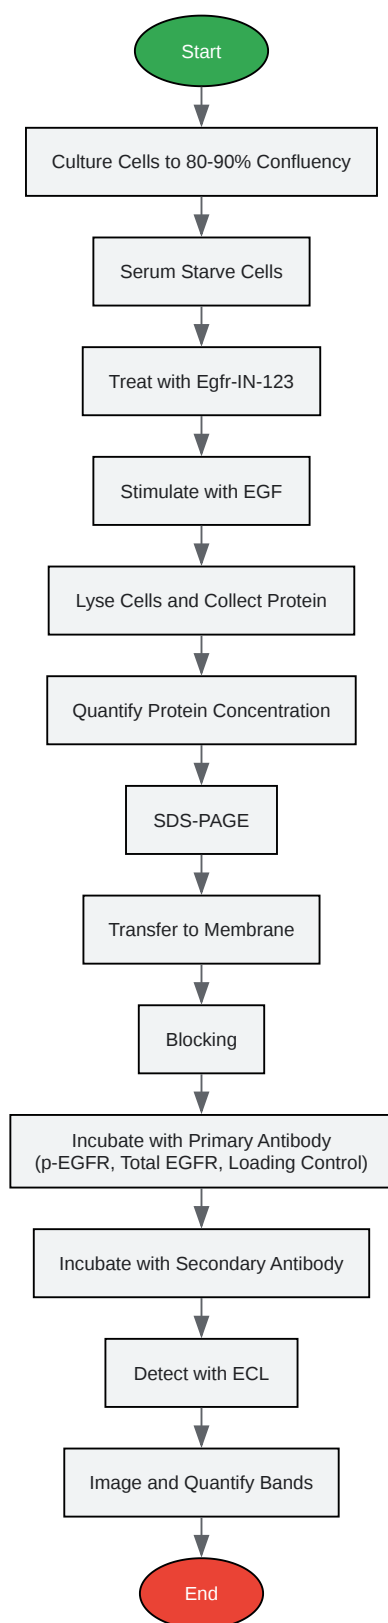 Start
Culture Cells to 80-90% Confluency
Serum Starve Cells
Treat with Egfr-IN-123
Stimulate with EGF
Lyse Cells and Collect Protein
Quantify Protein Concentration
SDS-PAGE
Transfer to Membrane
Blocking
Incubate with Primary Antibody
(p-EGFR, Total EGFR, Loading Control)
Incubate with Secondary Antibody
Detect with ECL
Image and Quantify Bands
End